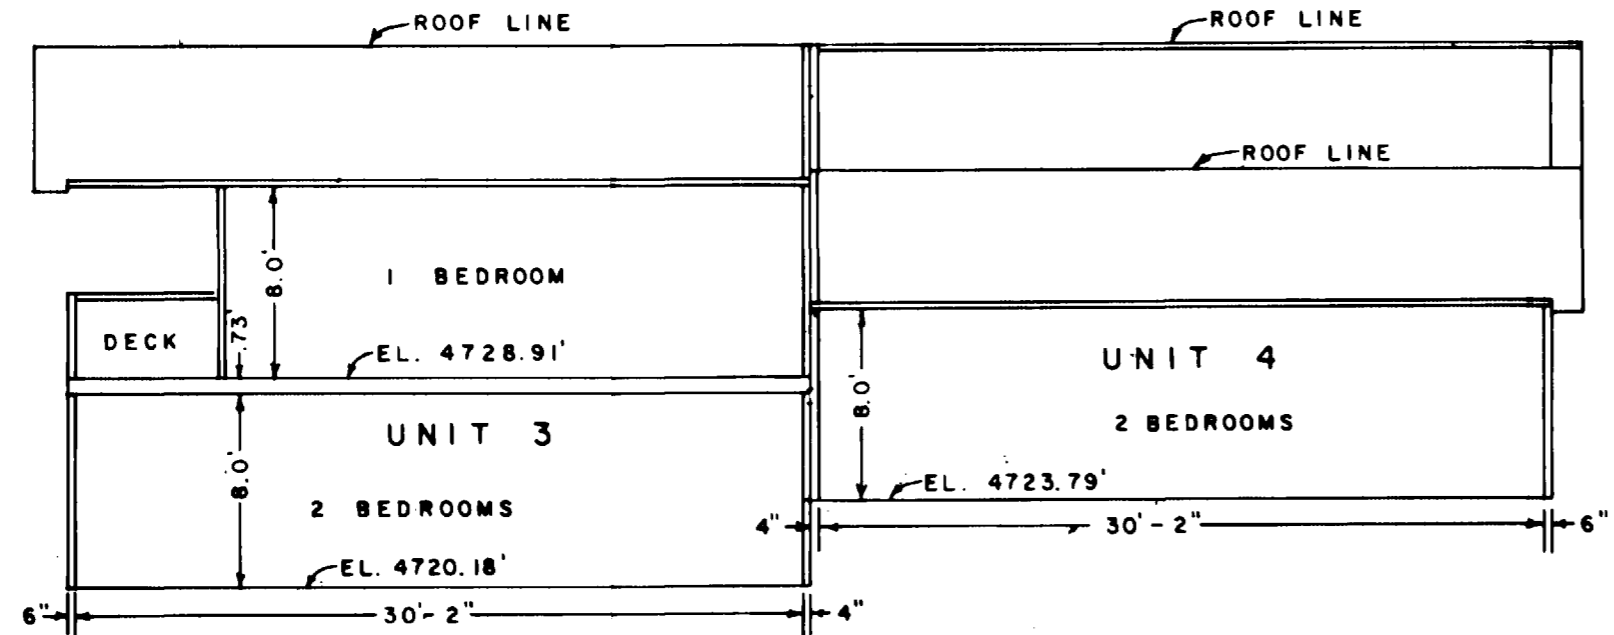 ROOF LINE
ROOF LINE
ROOF LINE
8.0'
1 BEDROOM
DECK
.73'
EL. 4728.91'
UNIT 4
8.0'
2 BEDROOMS
UNIT 3
8.0'
EL. 4723.79'
2 BEDROOMS
4" 30'-2" 6"
EL. 4720.18'
6" 30'-2" 4"